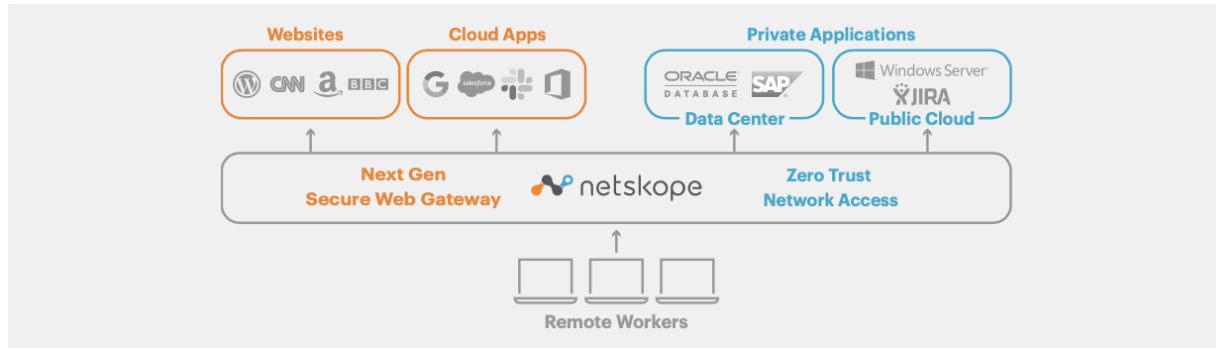 Websites
Cloud Apps
Private Applications
CNN
a
BBC
G
salesforce
ORACLE
DATABASE
SAP
Windows Server
JIRA
Data Center
Public Cloud
Next Gen
Secure Web Gateway
netskope
Zero Trust
Network Access
Remote Workers